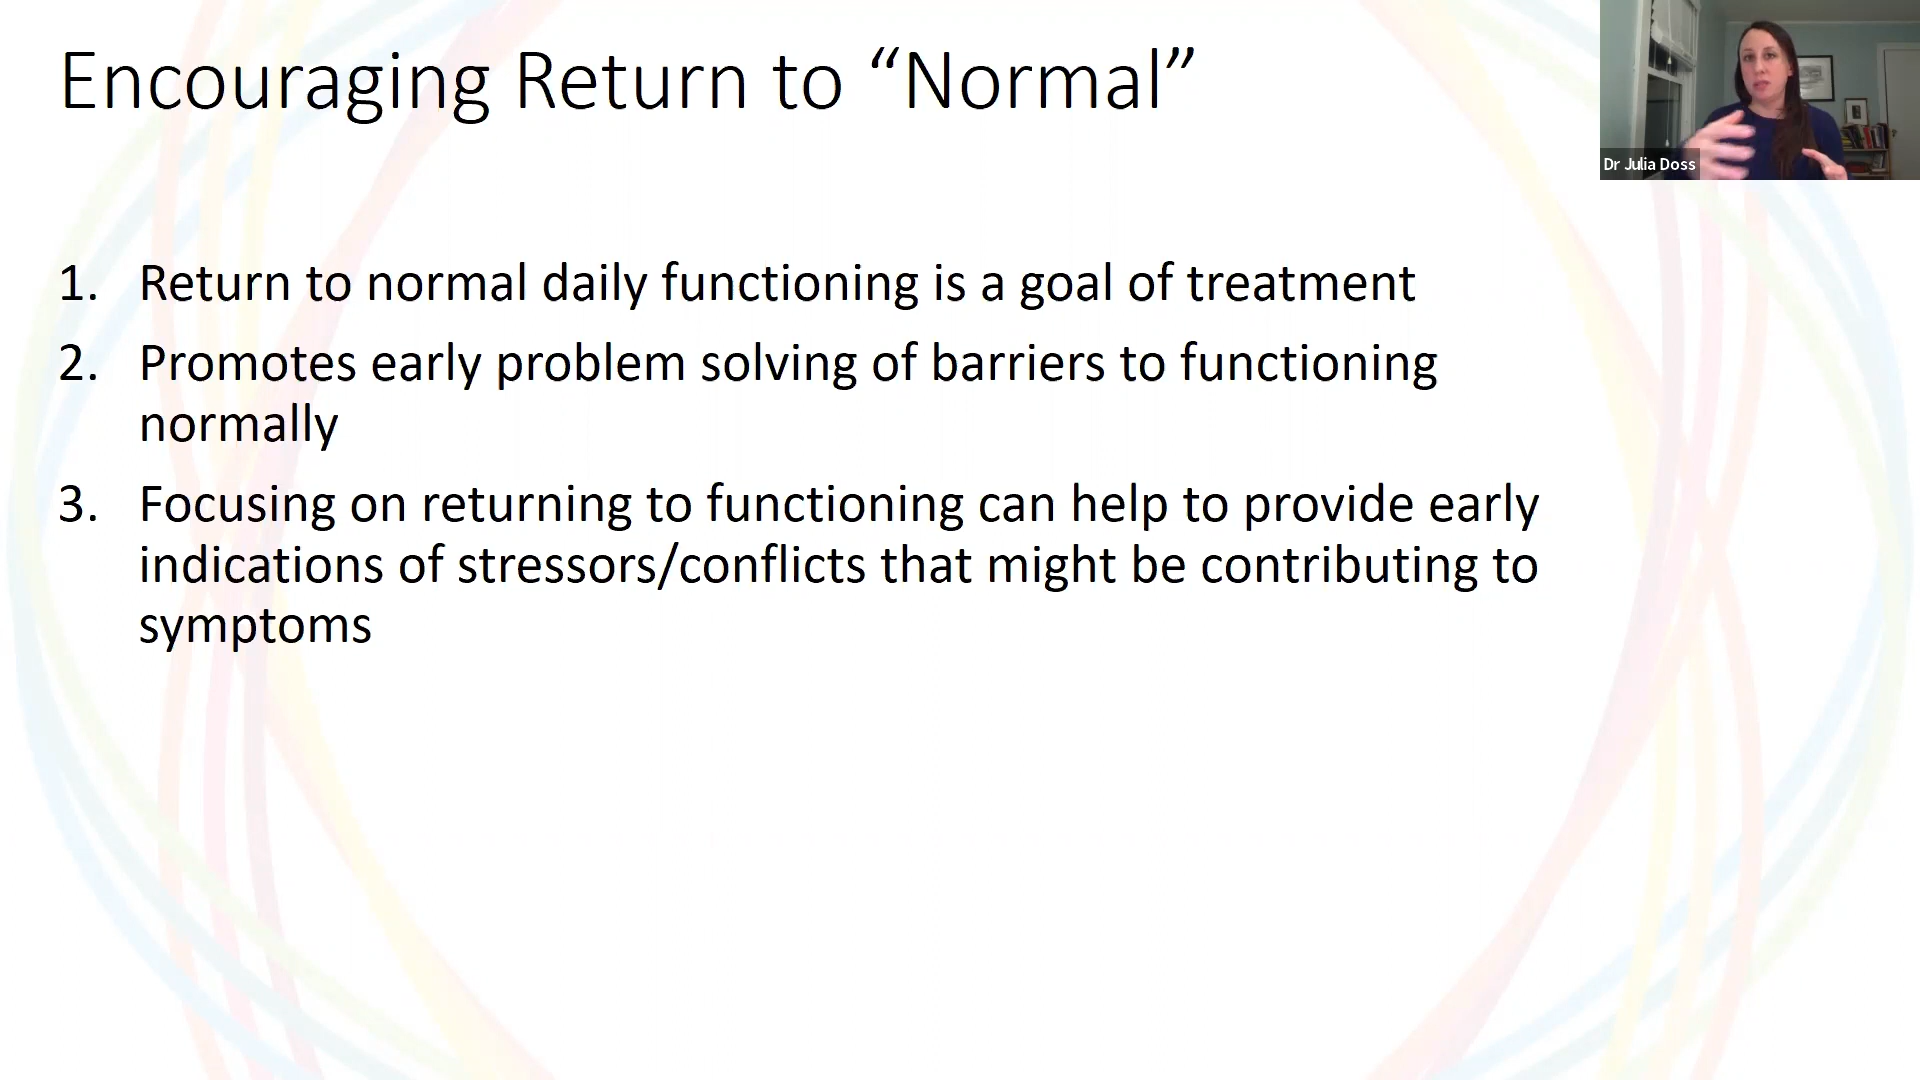 Encouraging Return to “Normal”
Dr Julia Doss
1. Return to normal daily functioning is a goal of treatment
2. Promotes early problem solving of barriers to functioning
normally
3. Focusing on returning to functioning can help to provide early
indications of stressors/conflicts that might be contributing to
symptoms